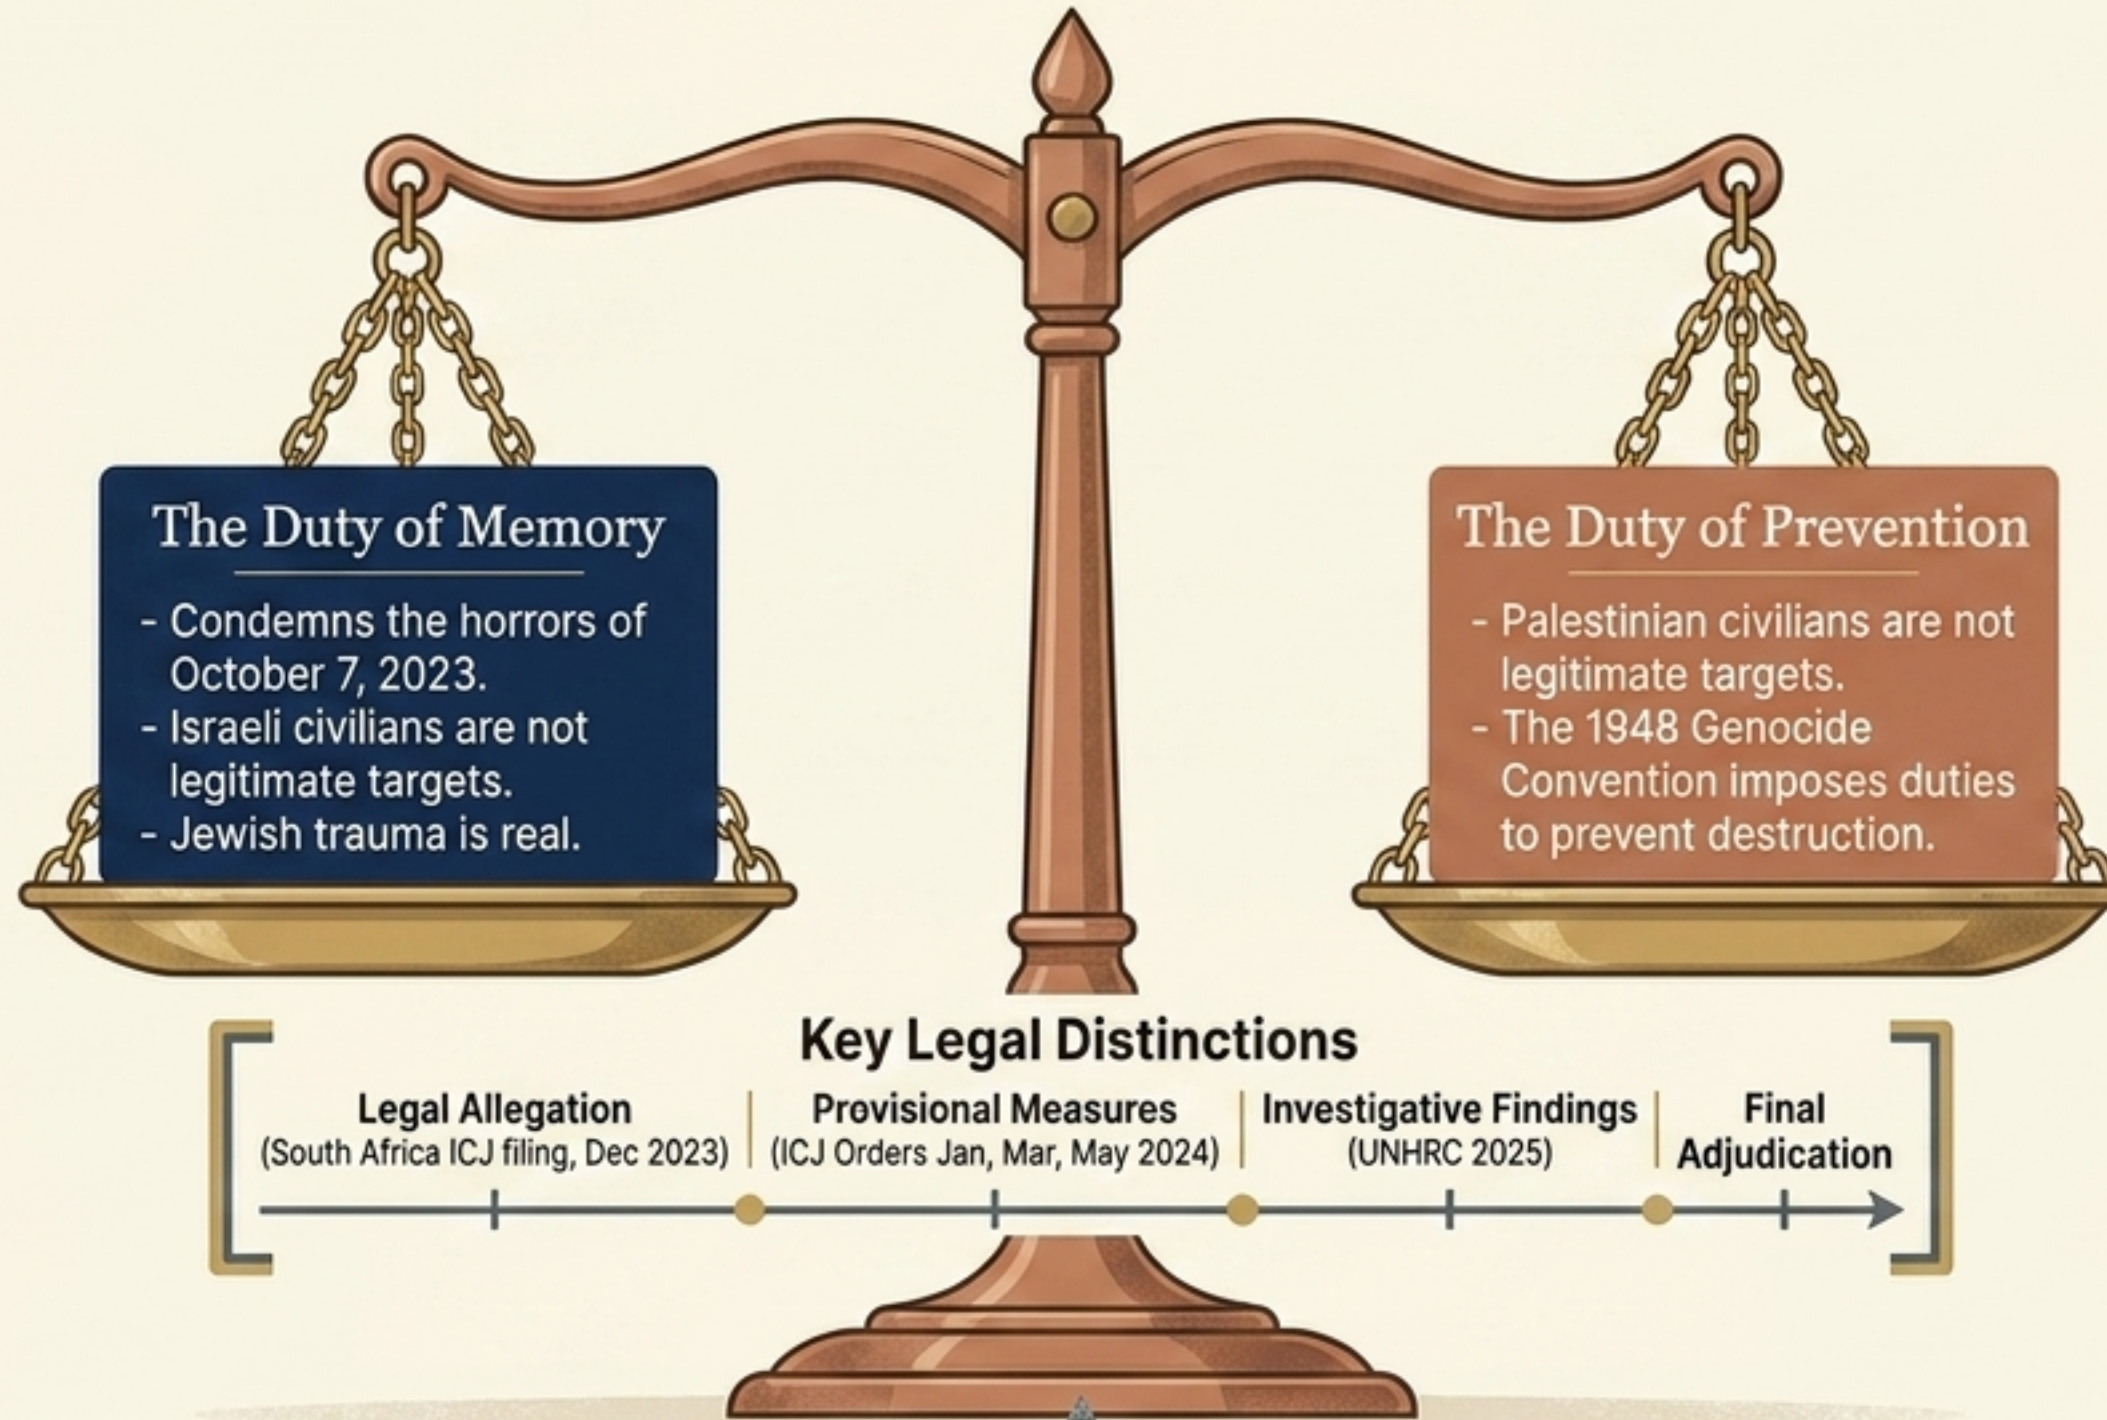 The Duty of Memory
- Condemns the horrors of
October 7, 2023.
- Israeli civilians are not
legitimate targets.
- Jewish trauma is real.
The Duty of Prevention
- Palestinian civilians are not
legitimate targets.
- The 1948 Genocide
Convention imposes duties
to prevent destruction.
Key Legal Distinctions
Legal Allegation
(South Africa ICJ filing, Dec 2023)
Provisional Measures
(ICJ Orders Jan, Mar, May 2024)
Investigative Findings
(UNHRC 2025)
Final
Adjudication